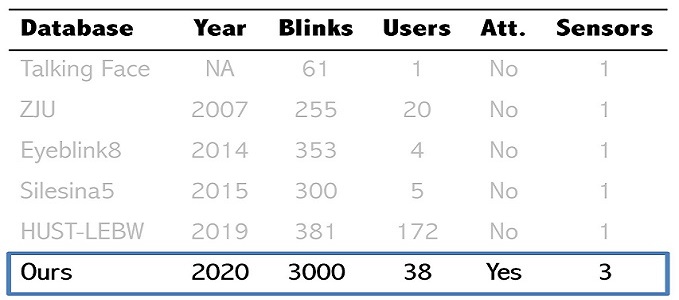 Database Year Blinks Users Att. Sensors
Talking Face NA 61 1 No 1
ZJU 2007 255 20 No 1
Eyeblink8 2014 353 4 No 1
Silesina5 2015 300 5 No 1
HUST-LEBW 2019 381 172 No 1
Ours 2020 3000 38 Yes 3